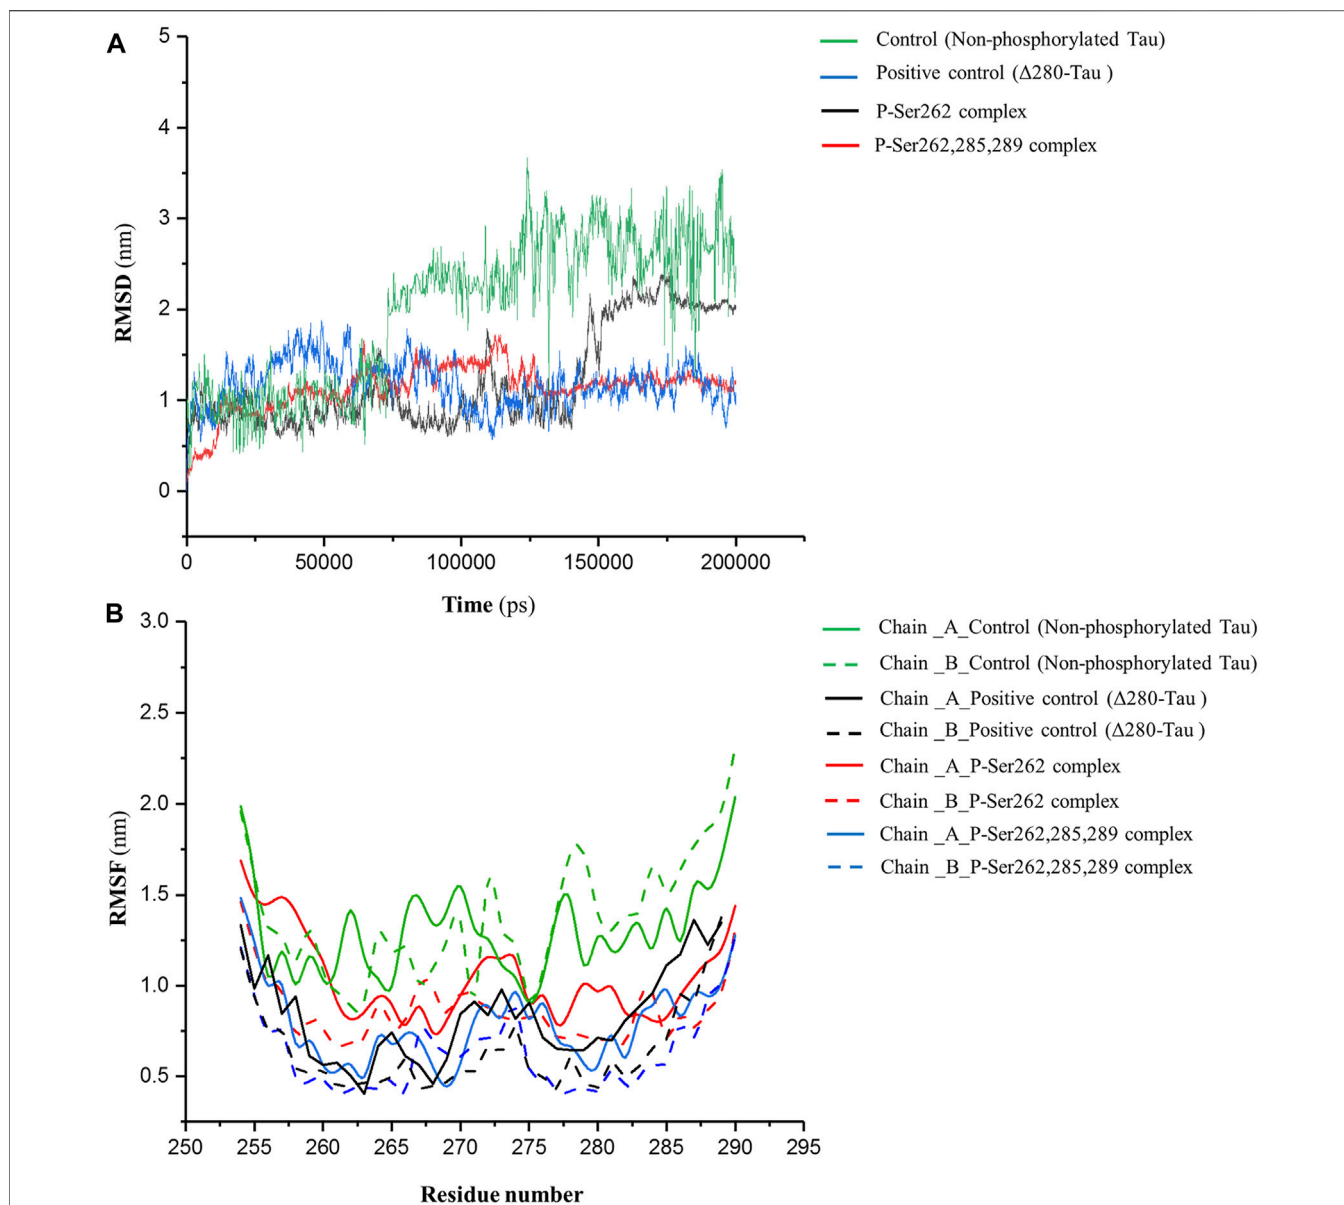 A
5
4
3
2
1
0
RMSD (nm)
0 50000 100000 150000 200000
Time (ps)
Control (Non-phosphorylated Tau)
Positive control (Δ280-Tau )
P-Ser262 complex
P-Ser262,285,289 complex
B
3.0
2.5
2.0
1.5
1.0
0.5
RMSF (nm)
250 255 260 265 270 275 280 285 290 295
Residue number
Chain _A_Control (Non-phosphorylated Tau)
Chain _B_Control (Non-phosphorylated Tau)
Chain _A_Positive control (Δ280-Tau )
Chain _B_Positive control (Δ280-Tau )
Chain _A_P-Ser262 complex
Chain _B_P-Ser262 complex
Chain _A_P-Ser262,285,289 complex
Chain _B_P-Ser262,285,289 complex